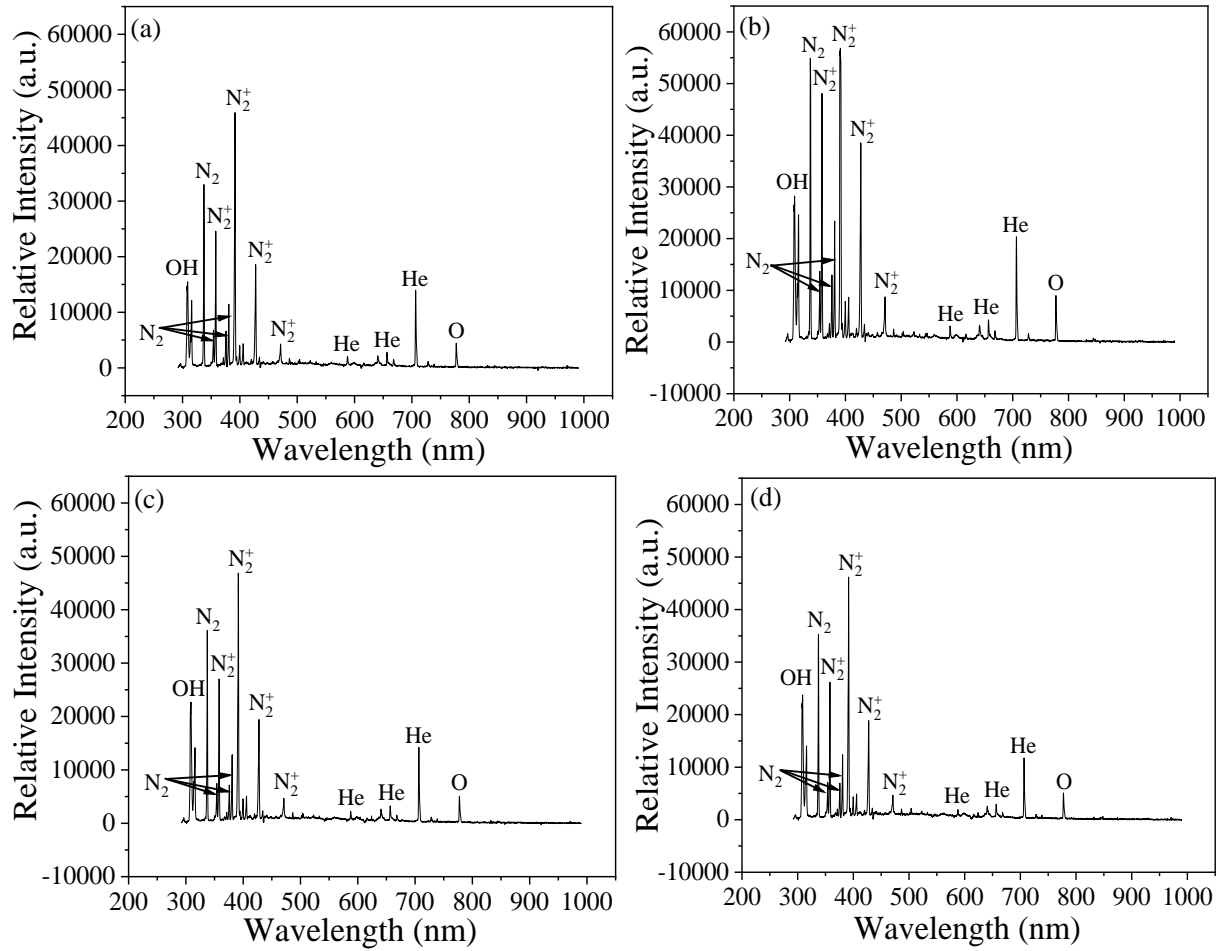 (a)
Relative Intensity (a.u.)
60000
50000
40000
30000
20000
10000
0
N₂⁺
N₂
N₂⁺
OH
N₂⁺
He
N₂
N₂⁺
He
He
O
200 300 400 500 600 700 800 900 1000
Wavelength (nm)
(b)
Relative Intensity (a.u.)
60000
50000
40000
30000
20000
10000
0
-10000
N₂
N₂⁺
N₂⁺
N₂⁺
OH
He
N₂
N₂⁺
He
He
O
200 300 400 500 600 700 800 900 1000
Wavelength (nm)
(c)
Relative Intensity (a.u.)
60000
50000
40000
30000
20000
10000
0
-10000
N₂⁺
N₂
N₂⁺
OH
N₂⁺
He
N₂
N₂⁺
He
He
O
200 300 400 500 600 700 800 900 1000
Wavelength (nm)
(d)
Relative Intensity (a.u.)
60000
50000
40000
30000
20000
10000
0
-10000
N₂⁺
N₂
N₂⁺
OH
N₂⁺
He
N₂
N₂⁺
He
He
O
200 300 400 500 600 700 800 900 1000
Wavelength (nm)